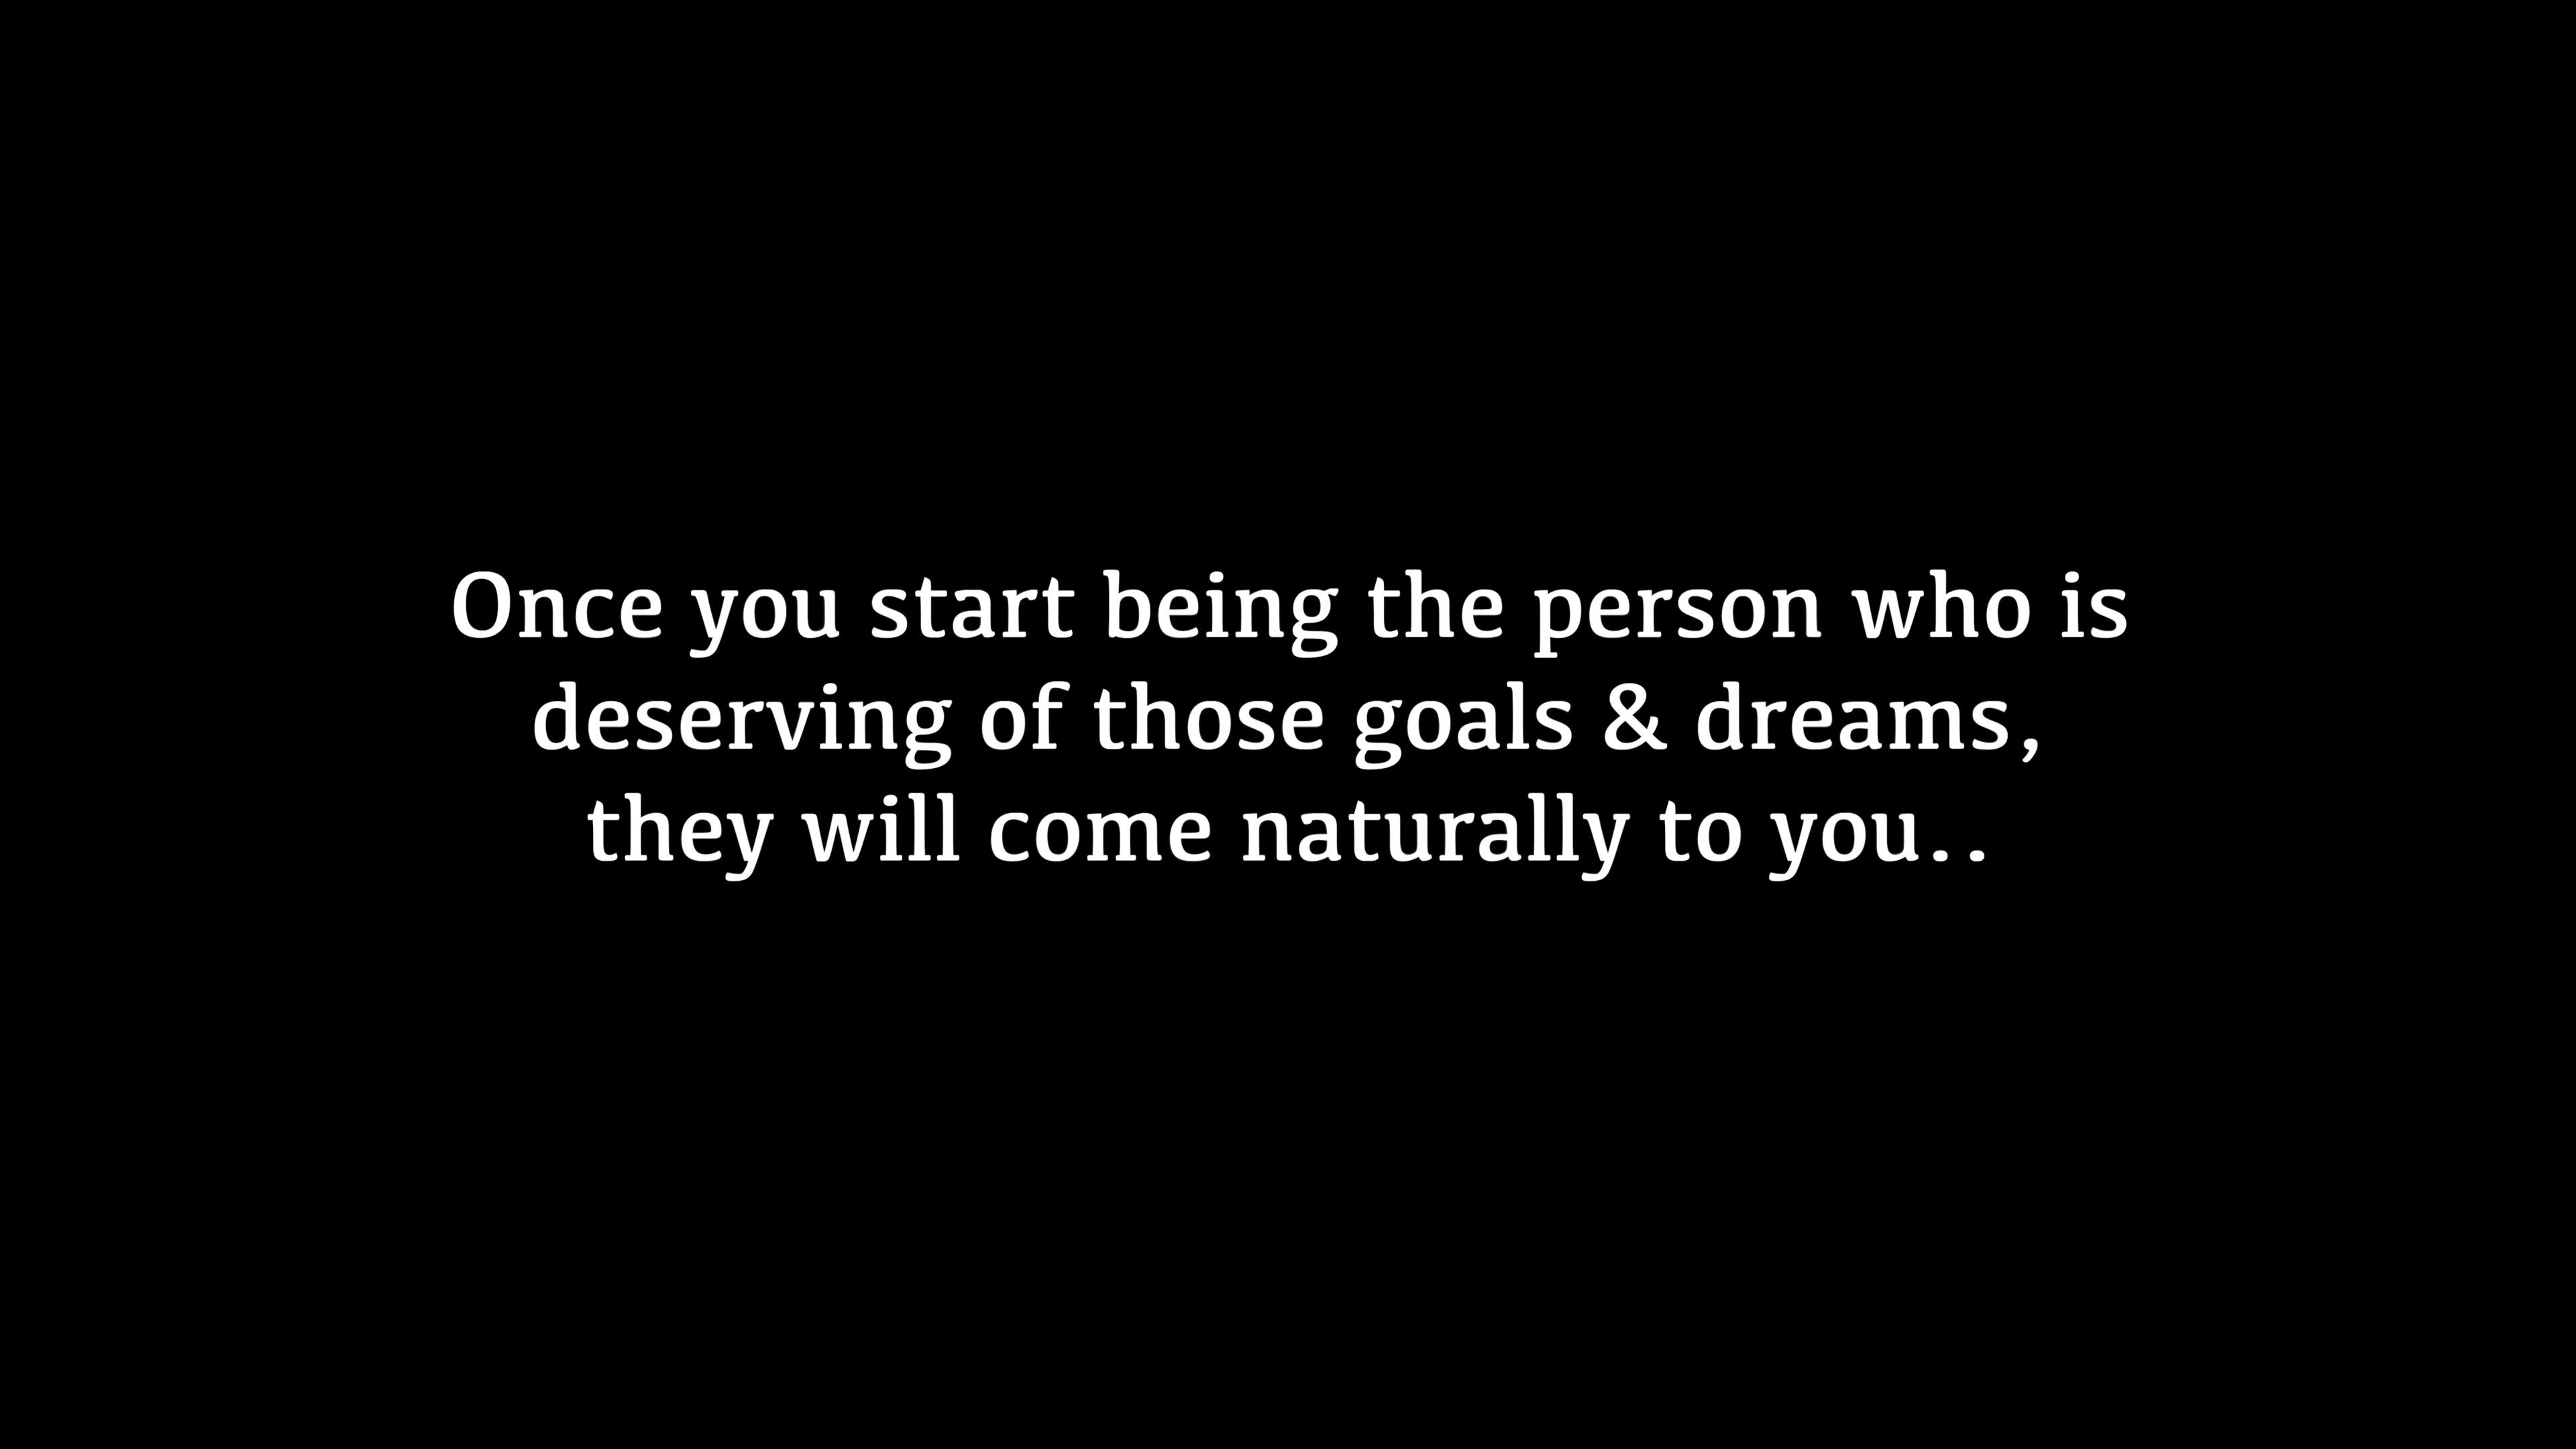 Once you start being the person who is
deserving of those goals & dreams,
they will come naturally to you..